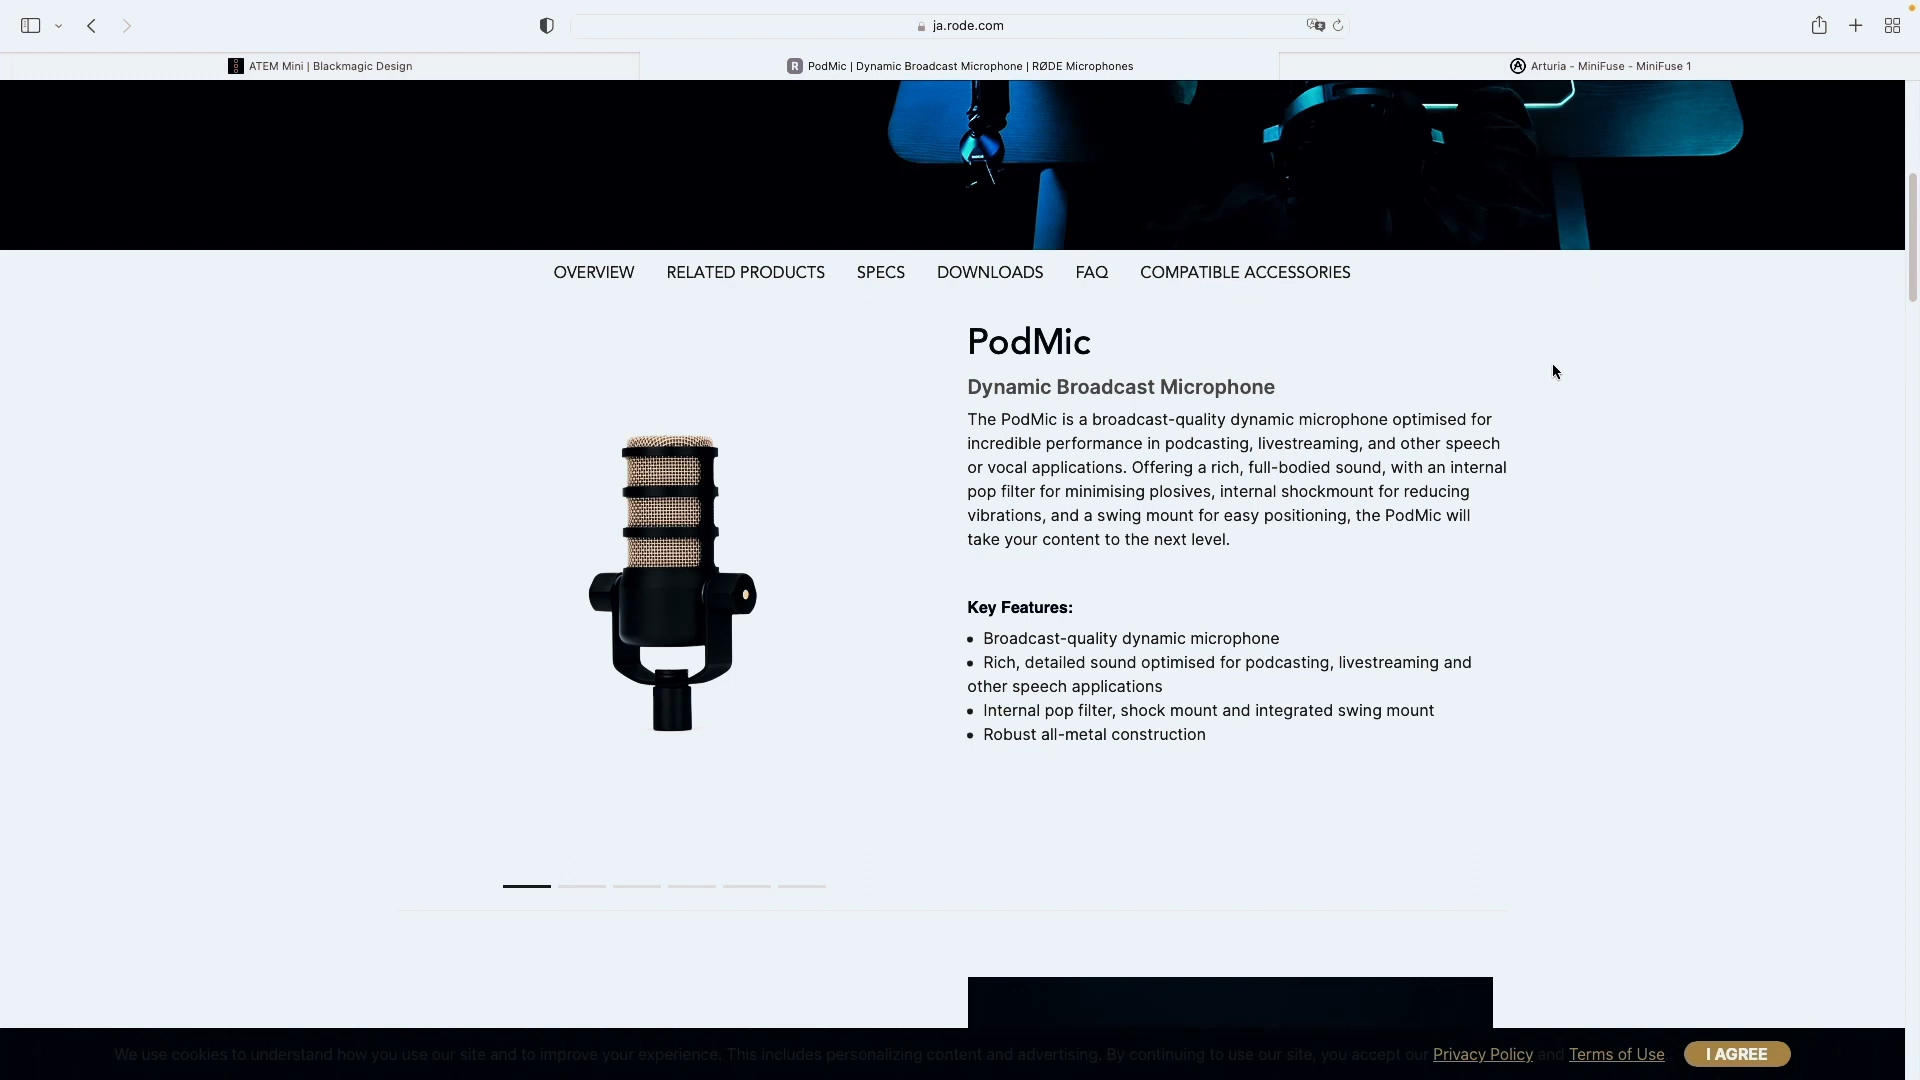 ja.rode.com
ATEM Mini | Blackmagic Design
R PodMic | Dynamic Broadcast Microphone | RØDE Microphones
Arturia - MiniFuse - MiniFuse 1
OVERVIEW RELATED PRODUCTS SPECS DOWNLOADS FAQ COMPATIBLE ACCESSORIES
PodMic
Dynamic Broadcast Microphone
The PodMic is a broadcast-quality dynamic microphone optimised for
incredible performance in podcasting, livestreaming, and other speech
or vocal applications. Offering a rich, full-bodied sound, with an internal
pop filter for minimising plosives, internal shockmount for reducing
vibrations, and a swing mount for easy positioning, the PodMic will
take your content to the next level.
Key Features:
• Broadcast-quality dynamic microphone
• Rich, detailed sound optimised for podcasting, livestreaming and
other speech applications
• Internal pop filter, shock mount and integrated swing mount
• Robust all-metal construction
We use cookies to understand how you use our site and to improve your experience. This includes personalizing content and advertising. By continuing to use our site, you accept our Privacy Policy and Terms of Use I AGREE